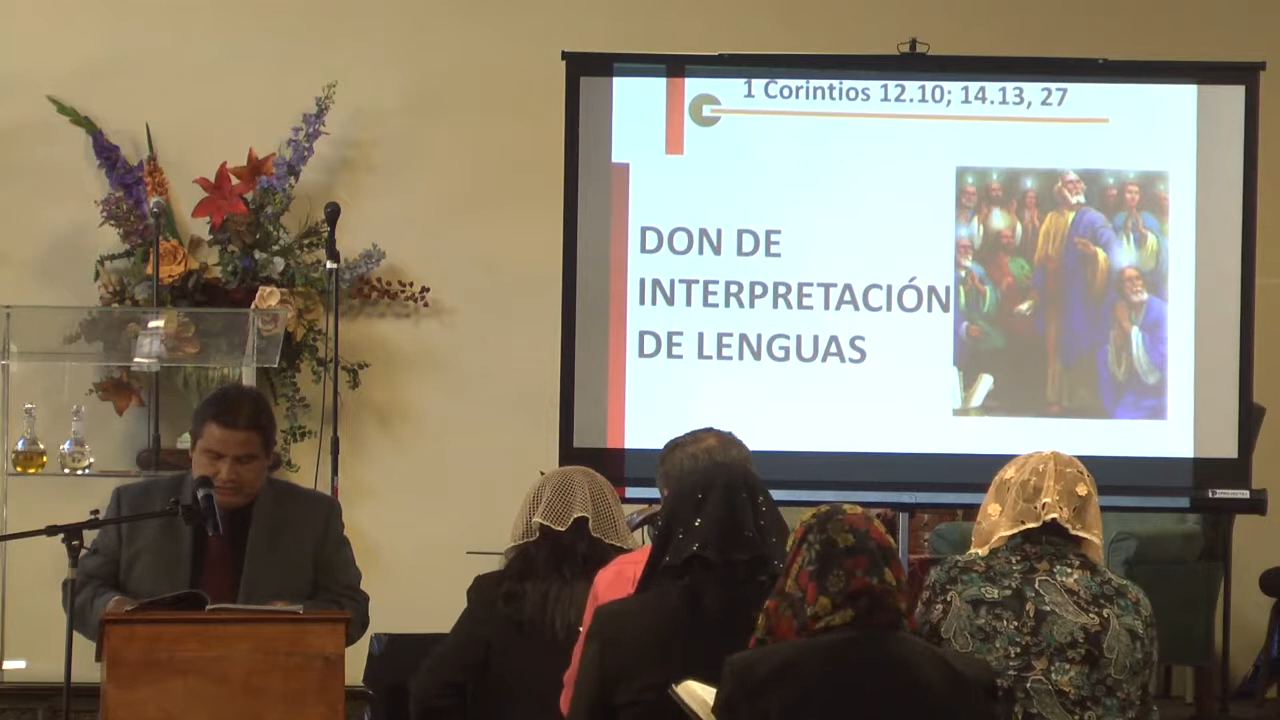 1 Corintios 12.10; 14.13, 27
DON DE
INTERPRETACIÓN
DE LENGUAS